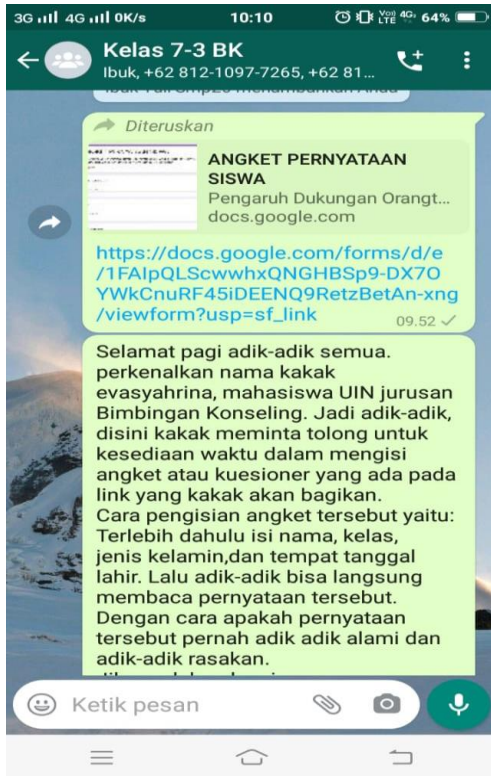 3G 4G 0K/s 10:10 VoLTE 4G 64%
Kelas 7-3 BK
Ibuk, +62 812-1097-7265, +62 81...
Diteruskan
ANGKET PERNYATAAN
SISWA
Pengaruh Dukungan Orangt...
docs.google.com
https://docs.google.com/forms/d/e
/1FAIpQLScwwhxQNGHBSp9-DX7O
YWkCnuRF45iDEENQ9RetzBetAn-xng
/viewform?usp=sf_link
09.52
Selamat pagi adik-adik semua.
perkenalkan nama kakak
evasyahrina, mahasiswa UIN jurusan
Bimbingan Konseling. Jadi adik-adik,
disini kakak meminta tolong untuk
kesediaan waktu dalam mengisi
angket atau kuesioner yang ada pada
link yang kakak akan bagikan.
Cara pengisian angket tersebut yaitu:
Terlebih dahulu isi nama, kelas,
jenis kelamin,dan tempat tanggal
lahir. Lalu adik-adik bisa langsung
membaca pernyataan tersebut.
Dengan cara apakah pernyataan
tersebut pernah adik adik alami dan
adik-adik rasakan.
Ketik pesan